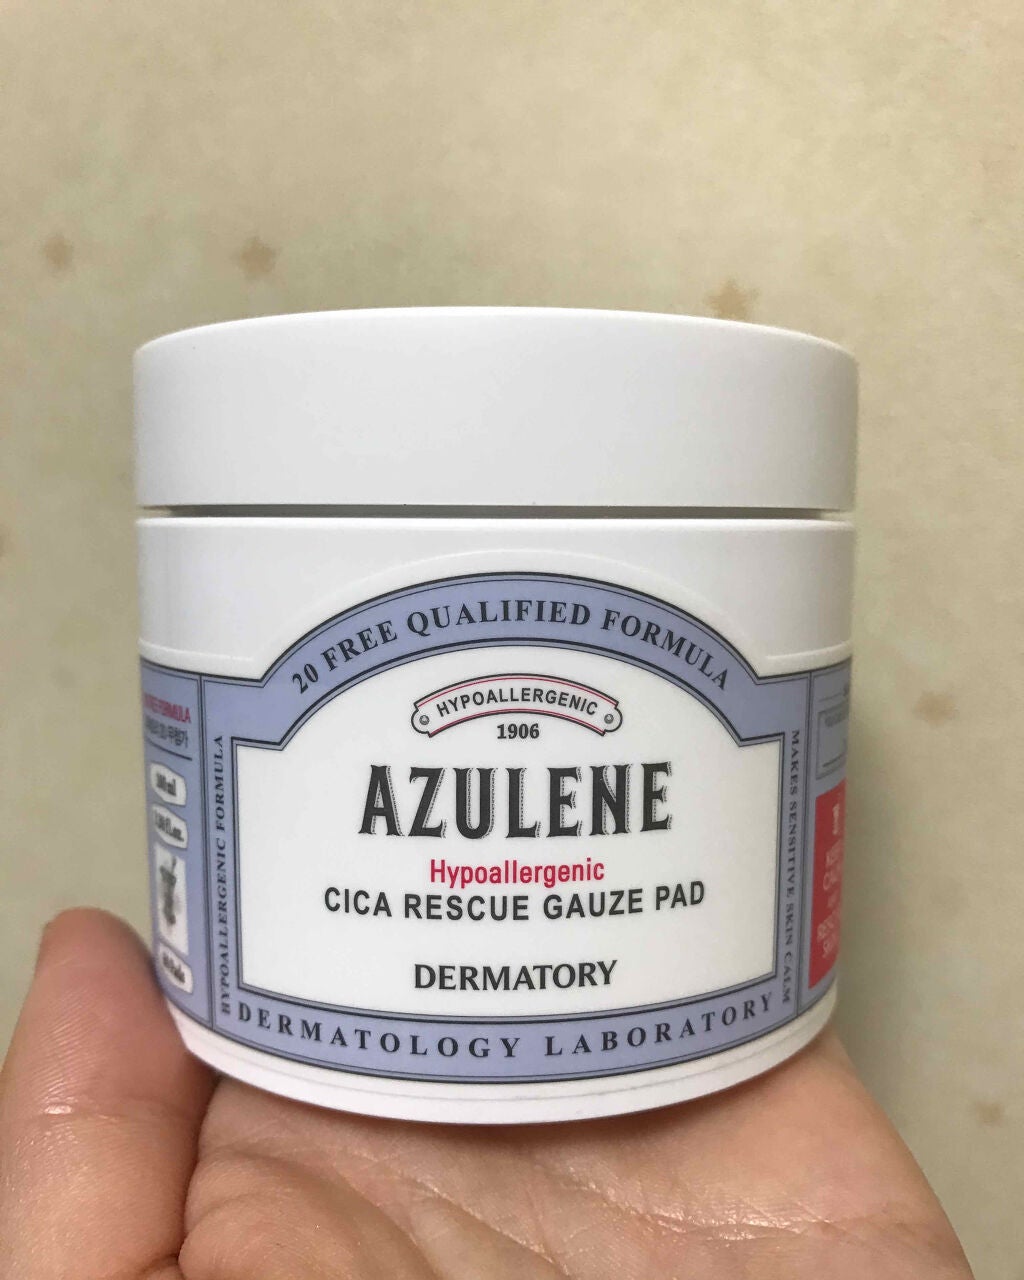 20 FREE QUALIFIED FORMULA
HYPOALLERGENIC
1906
AZULENE
Hypoallergenic
CICA RESCUE GAUZE PAD
DERMATORY
DERMATOLOGY LABORATORY
HYPOALLERGENIC FORMULA
MAKES SENSITIVE SKIN CALM
FORMULA